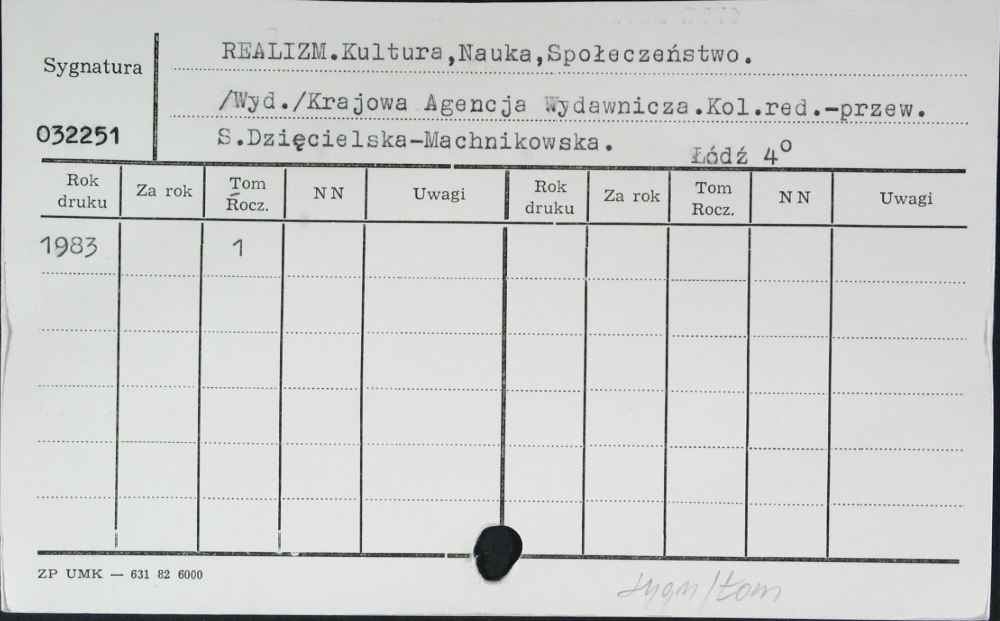 REALIZM.Kultura,Nauka,Społeczeństwo.
Sygnatura
/Wyd./Krajowa Agencja Wydawnicza.Kol.red.-przew.
032251 S.Dzięcielska-Machnikowska.
Łódź 4°
Rok druku Za rok Tom Rocz. NN Uwagi Rok druku Za rok Tom Rocz. NN Uwagi
1983 1
ZP UMK — 631 82 6000